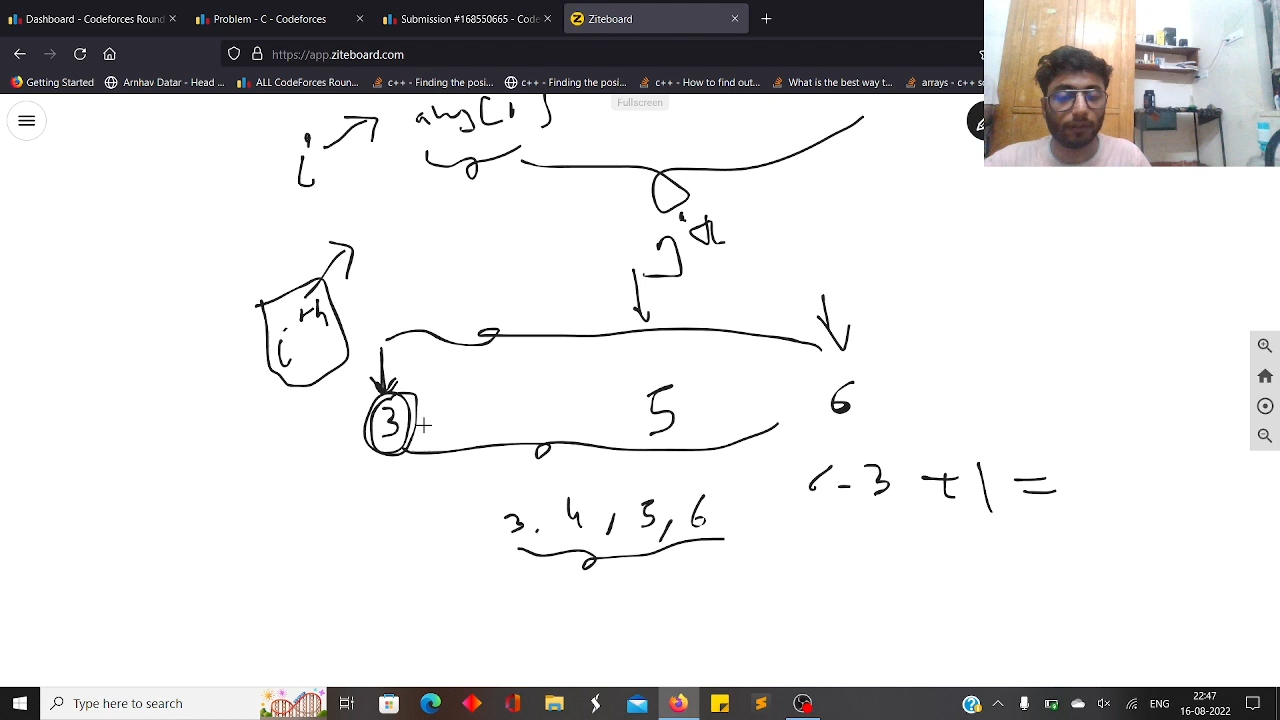 Dashboard - Codeforces Round
Problem - C - Codeforces
Submission #168550665 - Code
Ziteboard
https://app.ziteboard.com
Getting Started
Arnhav Datar - Head ...
ALL CodeForces Roun...
c++ - Finding the posi...
c++ - Finding the posi...
c++ - How to find out...
What is the best way t...
arrays - c++ s
Fullscreen
i
ith
3
5
6
6 - 3 + 1 =
3. 4, 5, 6
Type here to search
ENG
22:47
16-08-2022